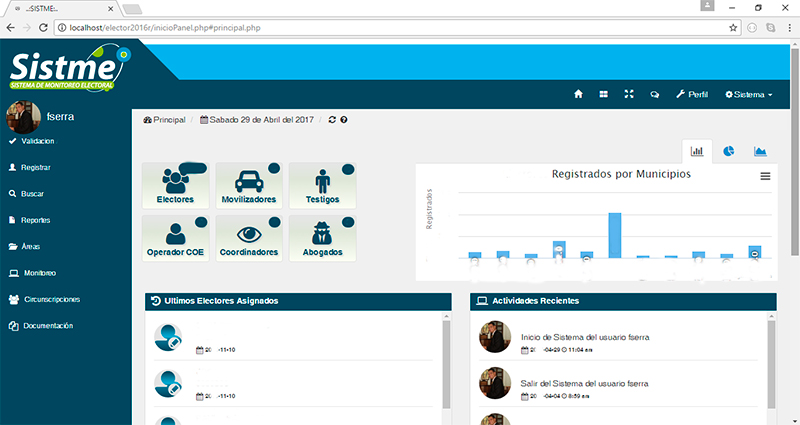 ..:SISTME:..
localhost/elector2016r/inicioPanel.php#principal.php
Sistme
SISTEMA DE MONITOREO ELECTORAL
Perfil
Sistema
fserra
Principal / Sabado 29 de Abril del 2017 /
Validacion
Registrar
Buscar
Reportes
Áreas
Monitoreo
Circunscripciones
Documentación
Electores
Movilizadores
Testigos
Operador COE
Coordinadores
Abogados
Registrados por Municipios
Registrados
Ultimos Electores Asignados
20 -11-10
20 -11-10
Actividades Recientes
Inicio de Sistema del usuario fserra
20 -04-29 11:04 am
Salir del Sistema del usuario fserra
20 -04-04 8:59 am